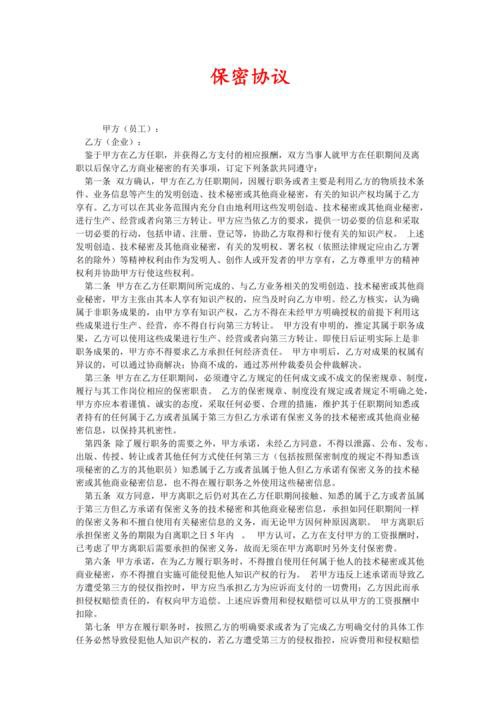 保密协议
甲方（员工）：
乙方（企业）：
鉴于甲方在乙方任职，并获得乙方支付的相应报酬，双方当事人就甲方在任职期间及离
职以后保守乙方商业秘密的有关事项，订定下列条款共同遵守：
第一条 双方确认，甲方在乙方任职期间，因履行职务或者主要是利用乙方的物质技术条
件、业务信息等产生的发明创造、技术秘密或其他商业秘密，有关的知识产权均属于乙方
享有。乙方可以在其业务范围内充分自由地利用这些发明创造、技术秘密或其他商业秘密，
进行生产、经营或者向第三方转让。甲方应当依乙方的要求，提供一切必要的信息和采取
一切必要的行动，包括申请、注册、登记等，协助乙方取得和行使有关的知识产权。 上述
发明创造、技术秘密及其他商业秘密，有关的发明权、署名权（依照法律规定应由乙方署
名的除外）等精神权利由作为发明人、创作人或开发者的甲方享有，乙方尊重甲方的精神
权利并协助甲方行使这些权利。
第二条 甲方在乙方任职期间所完成的、与乙方业务相关的发明创造、技术秘密或其他商
业秘密，甲方主张由其本人享有知识产权的，应当及时向乙方申明。经乙方核实，认为确
属于非职务成果的，由甲方享有知识产权，乙方不得在未经甲方明确授权的前提下利用这
些成果进行生产、经营，亦不得自行向第三方转让。 甲方没有申明的，推定其属于职务成
果，乙方可以使用这些成果进行生产、经营或者向第三方转让。即使日后证明实际上是非
职务成果的，甲方亦不得要求乙方承担任何经济责任。 甲方申明后，乙方对成果的权属有
异议的，可以通过协商解决；协商不成的，通过苏州仲裁委员会仲裁解决。
第三条 甲方在乙方任职期间，必须遵守乙方规定的任何成文或不成文的保密规章、制度，
履行与其工作岗位相应的保密职责。 乙方的保密规章、制度没有规定或者规定不明确之处，
甲方亦应本着谨慎、诚实的态度，采取任何必要、合理的措施，维护其于任职期间知悉或
者持有的任何属于乙方或者虽属于第三方但乙方承诺有保密义务的技术秘密或其他商业秘
密信息，以保持其机密性。
第四条 除了履行职务的需要之外，甲方承诺，未经乙方同意，不得以泄露、公布、发布、
出版、传授、转让或者其他任何方式使任何第三方（包括按照保密制度的规定不得知悉该
项秘密的乙方的其他职员）知悉属于乙方或者虽属于他人但乙方承诺有保密义务的技术秘
密或其他商业秘密信息，也不得在履行职务之外使用这些秘密信息。
第五条 双方同意，甲方离职之后仍对其在乙方任职期间接触、知悉的属于乙方或者虽属
于第三方但乙方承诺有保密义务的技术秘密和其他商业秘密信息，承担如同任职期间一样
的保密义务和不擅自使用有关秘密信息的义务，而无论甲方因何种原因离职。 甲方离职后
承担保密义务的期限为自离职之日5年内 。 甲方认可，乙方在支付甲方的工资报酬时，
已考虑了甲方离职后需要承担的保密义务，故而无须在甲方离职时另外支付保密费。
第六条 甲方承诺，在为乙方履行职务时，不得擅自使用任何属于他人的技术秘密或其他
商业秘密，亦不得擅自实施可能侵犯他人知识产权的行为。 若甲方违反上述承诺而导致乙
方遭受第三方的侵仅指控时，甲方应当承担乙方为应诉而支付的一切费用；乙方因此而承
担侵权赔偿责任的，有权向甲方追偿。上述应诉费用和侵权赔偿可以从甲方的工资报酬中
扣除。
第七条 甲方在履行职务时，按照乙方的明确要求或者为了完成乙方明确交付的具体工作
任务必然导致侵犯他人知识产权的，若乙方遭受第三方的侵权指控，应诉费用和侵权赔偿